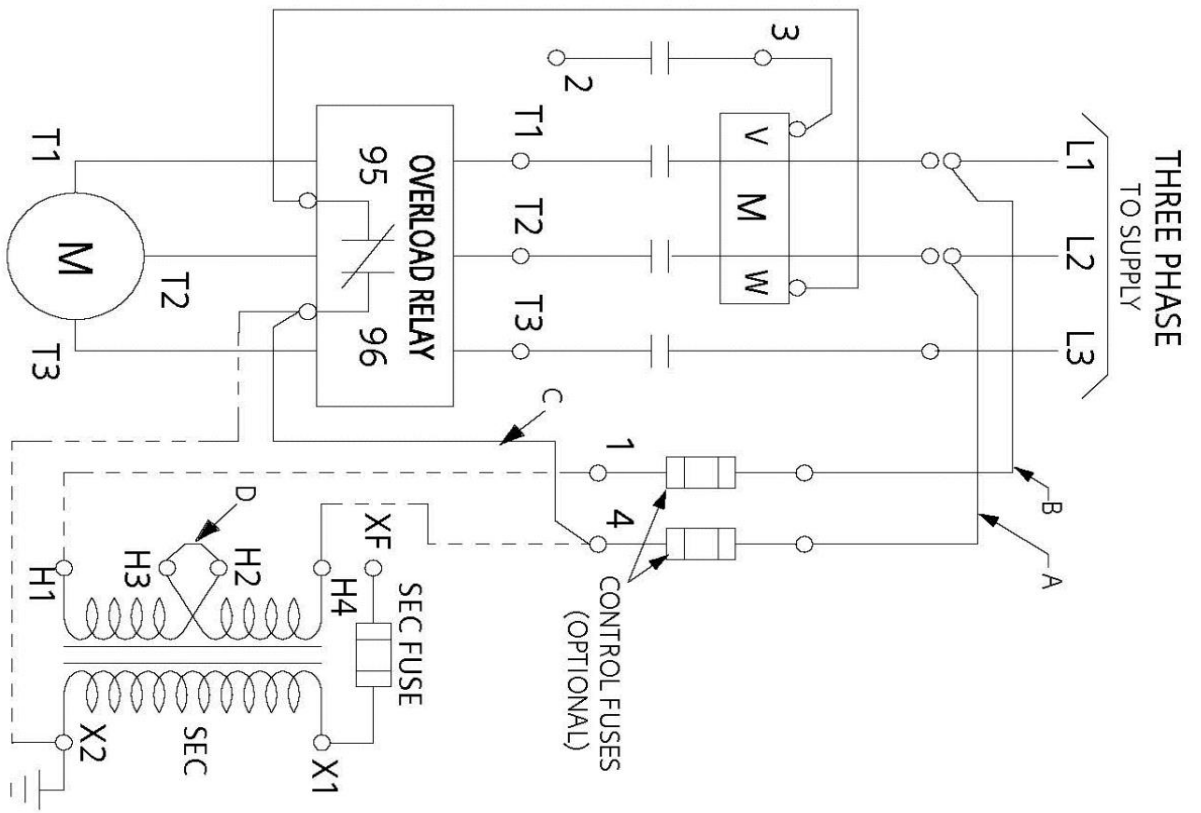 THREE PHASE
TO SUPPLY
L1
L2
L3
3
2
V
M
W
T1
T2
T3
OVERLOAD RELAY
95
96
T1
M
T2
T3
B
A
C
1
4
CONTROL FUSES
(OPTIONAL)
D
XF
SEC FUSE
H1
H3
H2
H4
X2
SEC
X1